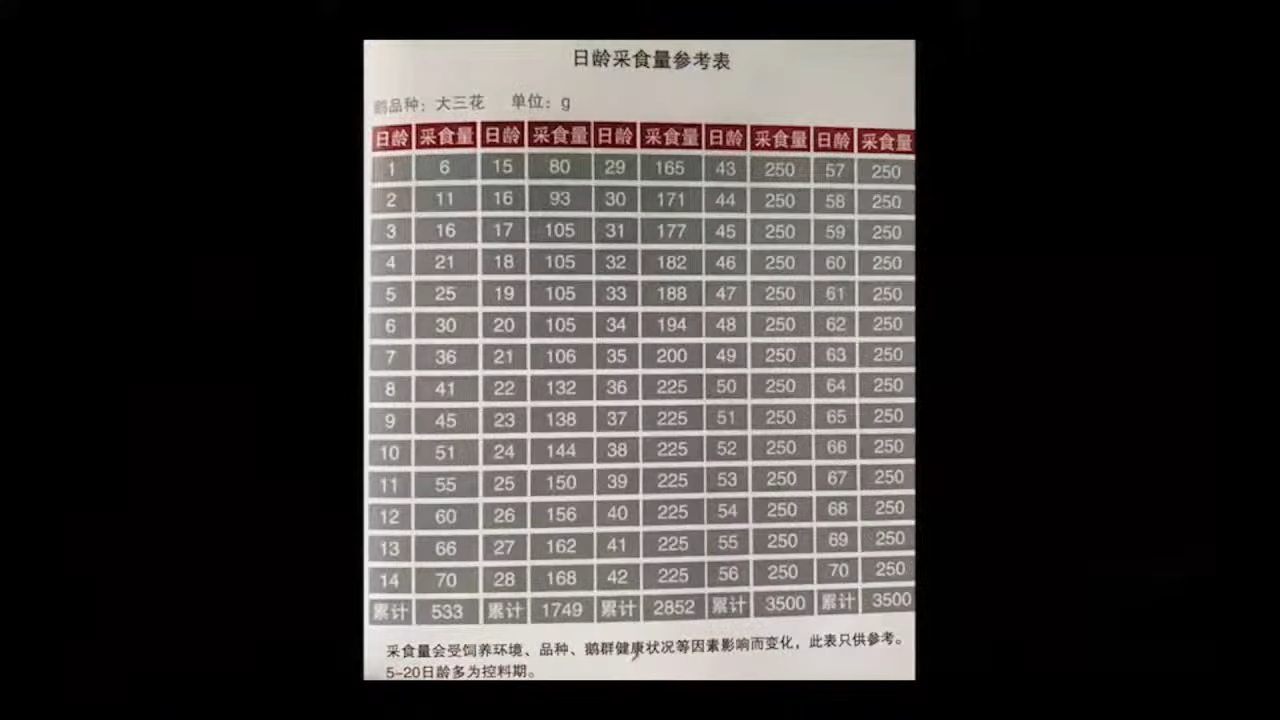 日龄采食量参考表
鹅品种：大三花 单位：g
日龄 采食量 日龄 采食量 日龄 采食量 日龄 采食量 日龄 采食量
1 6 15 80 29 165 43 250 57 250
2 11 16 93 30 171 44 250 58 250
3 16 17 105 31 177 45 250 59 250
4 21 18 105 32 182 46 250 60 250
5 25 19 105 33 188 47 250 61 250
6 30 20 105 34 194 48 250 62 250
7 36 21 106 35 200 49 250 63 250
8 41 22 132 36 225 50 250 64 250
9 45 23 138 37 225 51 250 65 250
10 51 24 144 38 225 52 250 66 250
11 55 25 150 39 225 53 250 67 250
12 60 26 156 40 225 54 250 68 250
13 66 27 162 41 225 55 250 69 250
14 70 28 168 42 225 56 250 70 250
累计 533 累计 1749 累计 2852 累计 3500 累计 3500
采食量会受饲养环境、品种、鹅群健康状况等因素影响而变化，此表只供参考。
5-20日龄多为控料期。